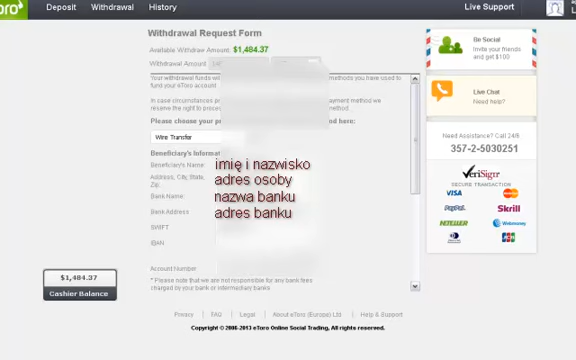 oro
Deposit Withdrawal History
Live Support
Withdrawal Request Form
Available Withdraw Amount: $1,484.37
Withdrawal Amount
Your withdrawal funds wil methods you have used to
fund your eToro account
In case circumstances pr payment method we
reserve the right to proce
Please choose your p here:
Wire Transfer
Beneficiary's Informat
Beneficiary's Name: imię i nazwisko
Address, City, State, Zip: adres osoby
Bank Name: nazwa banku
Bank Address adres banku
SWIFT
IBAN
Account Number
* Please note that we are not responsible for any bank fees
charged by your bank or intermediary banks
Be Social
Invite your friends
and get $100
Live Chat
Need help?
Need Assistance? Call 24/5
357-2-5030251
VeriSign
SECURE TRANSACTION
VISA MasterCard
PayPal Skrill
NETELLER Webmoney
JCB
$1,484.37
Cashier Balance
Privacy | FAQ | Legal | About eToro (Europe) Ltd | Help & Support
Copyright © 2006-2013 eToro Online Social Trading, All rights reserved.